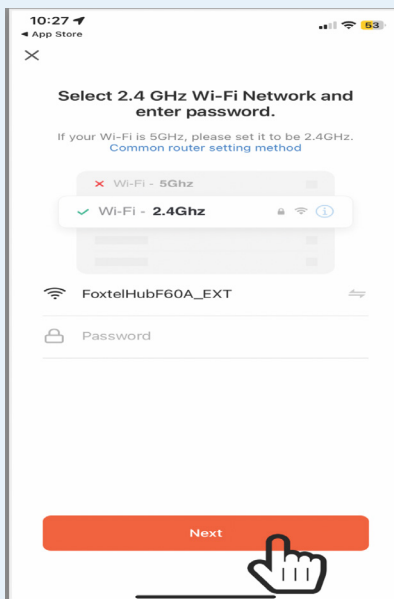 10:27
53
◀ App Store
Select 2.4 GHz Wi-Fi Network and
enter password.
If your Wi-Fi is 5GHz, please set it to be 2.4GHz.
Common router setting method
Wi-Fi - 5Ghz
Wi-Fi - 2.4Ghz
FoxtelHubF60A_EXT
Password
Next